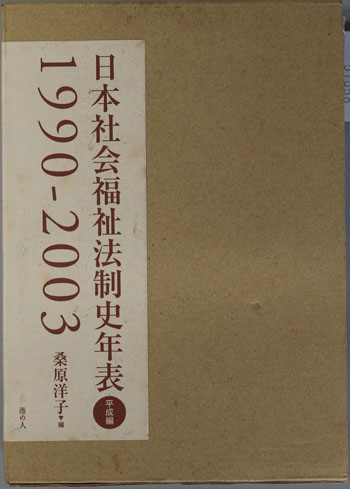 日本社会福祉法制史年表
平成編
1990-2003
桑原洋子▼編
港の人